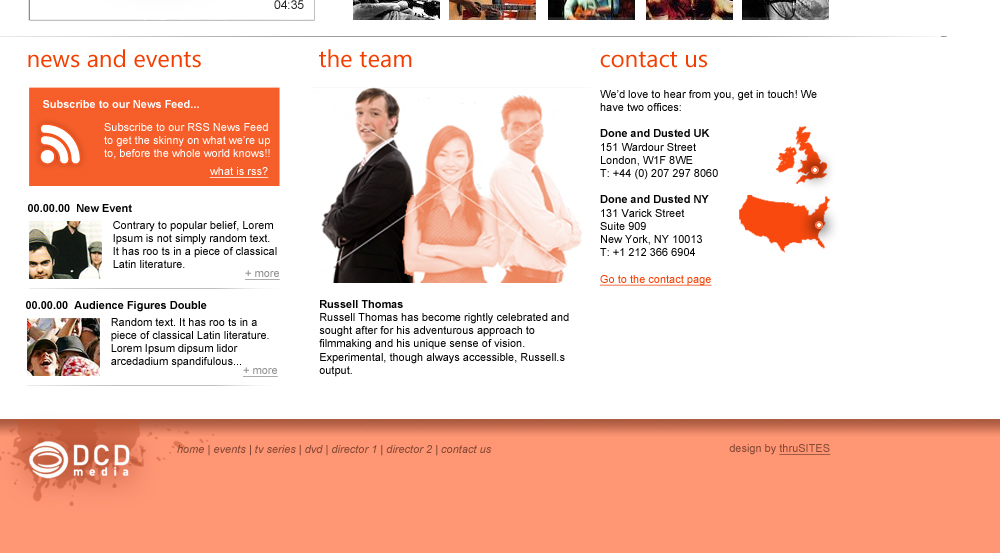 04:35
news and events
Subscribe to our News Feed...
Subscribe to our RSS News Feed
to get the skinny on what we're up
to, before the whole world knows!!
what is rss?
00.00.00 New Event
Contrary to popular belief, Lorem
Ipsum is not simply random text.
It has roo ts in a piece of classical
Latin literature.
+ more
00.00.00 Audience Figures Double
Random text. It has roo ts in a
piece of classical Latin literature.
Lorem Ipsum dipsum lidor
arcedadium spandifulous...
+ more
the team
Russell Thomas
Russell Thomas has become rightly celebrated and
sought after for his adventurous approach to
filmmaking and his unique sense of vision.
Experimental, though always accessible, Russell.s
output.
contact us
We'd love to hear from you, get in touch! We
have two offices:
Done and Dusted UK
151 Wardour Street
London, W1F 8WE
T: +44 (0) 207 297 8060
Done and Dusted NY
131 Varick Street
Suite 909
New York, NY 10013
T: +1 212 366 6904
Go to the contact page
DCD
media
home | events | tv series | dvd | director 1 | director 2 | contact us
design by thruSITES